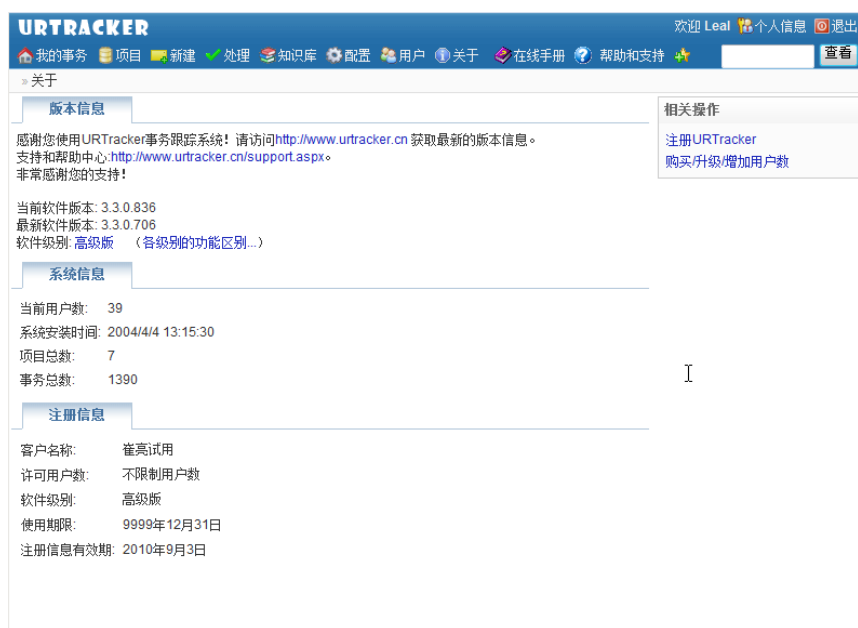 URTRACKER
欢迎 Leal 个人信息 退出
我的事务 项目 新建 处理 知识库 配置 用户 关于 在线手册 帮助和支持 查看
» 关于
版本信息
感谢您使用URTracker事务跟踪系统！请访问http://www.urtracker.cn 获取最新的版本信息。
支持和帮助中心:http://www.urtracker.cn/support.aspx。
非常感谢您的支持！
当前软件版本: 3.3.0.836
最新软件版本: 3.3.0.706
软件级别: 高级版 （各级别的功能区别...）
系统信息
当前用户数: 39
系统安装时间: 2004/4/4 13:15:30
项目总数: 7
事务总数: 1390
注册信息
客户名称: 崔亮试用
许可用户数: 不限制用户数
软件级别: 高级版
使用期限: 9999年12月31日
注册信息有效期: 2010年9月3日
相关操作
注册URTracker
购买/升级/增加用户数